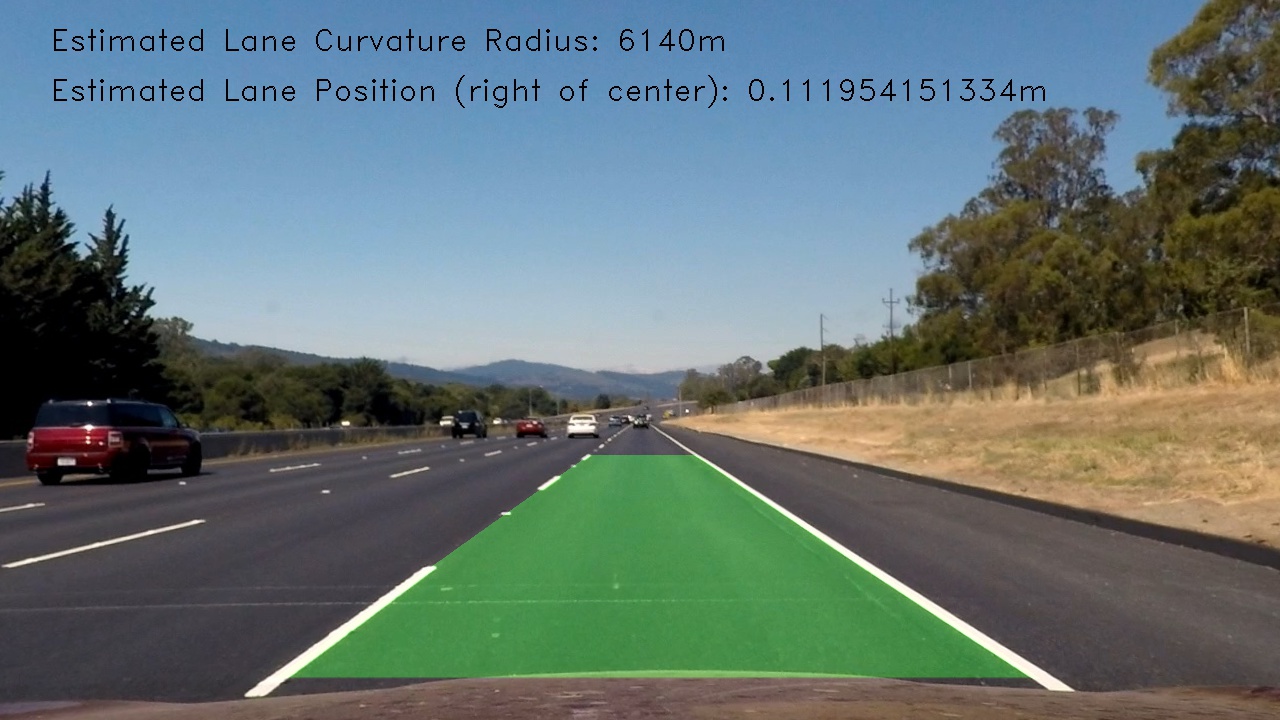 Estimated Lane Curvature Radius: 6140m
Estimated Lane Position (right of center): 0.111954151334m